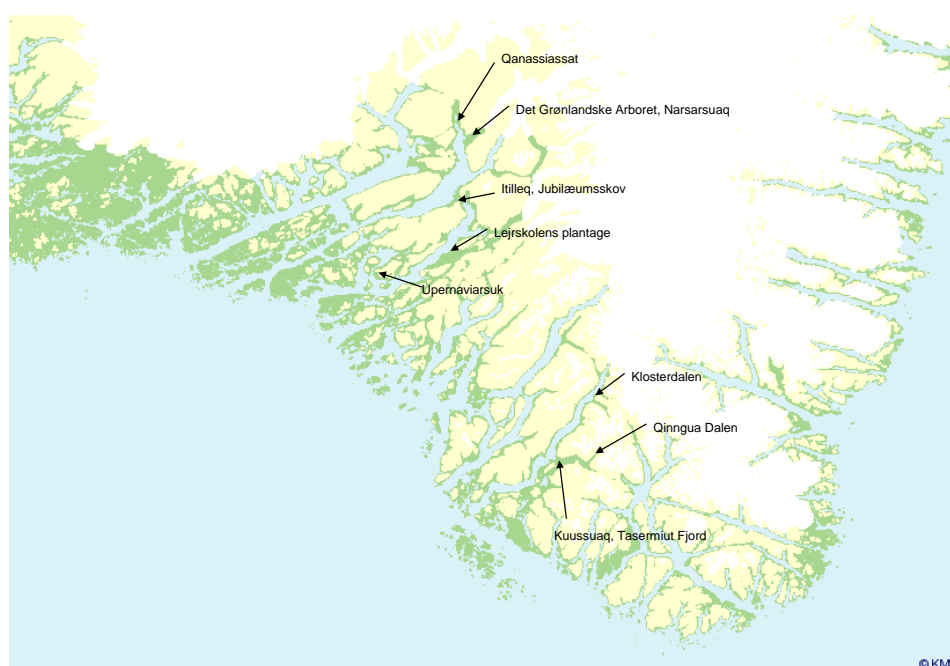 Qanassiassat
Det Grønlandske Arboret, Narsarsuaq
Itilleq, Jubilæumsskov
Lejrskolens plantage
Upernaviarsuk
Klosterdalen
Qinngua Dalen
Kuussuaq, Tasermiut Fjord